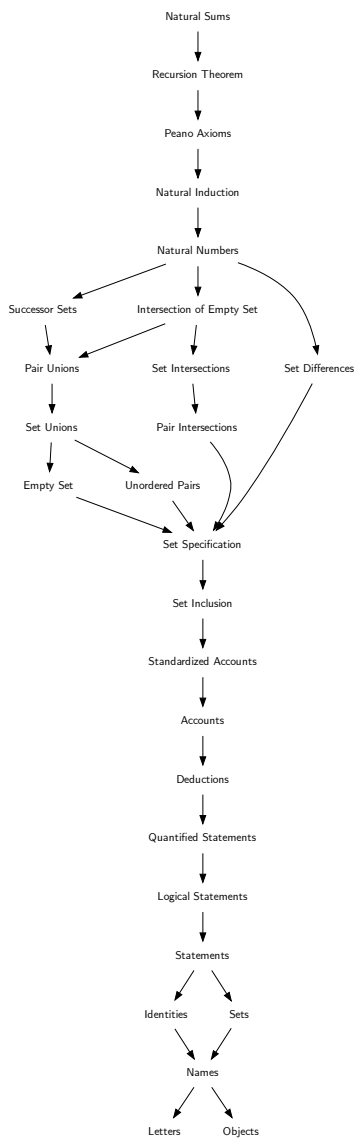 Natural Sums
Recursion Theorem
Peano Axioms
Natural Induction
Natural Numbers
Successor Sets
Intersection of Empty Set
Pair Unions
Set Intersections
Set Differences
Set Unions
Pair Intersections
Empty Set
Unordered Pairs
Set Specification
Set Inclusion
Standardized Accounts
Accounts
Deductions
Quantified Statements
Logical Statements
Statements
Identities
Sets
Names
Letters
Objects